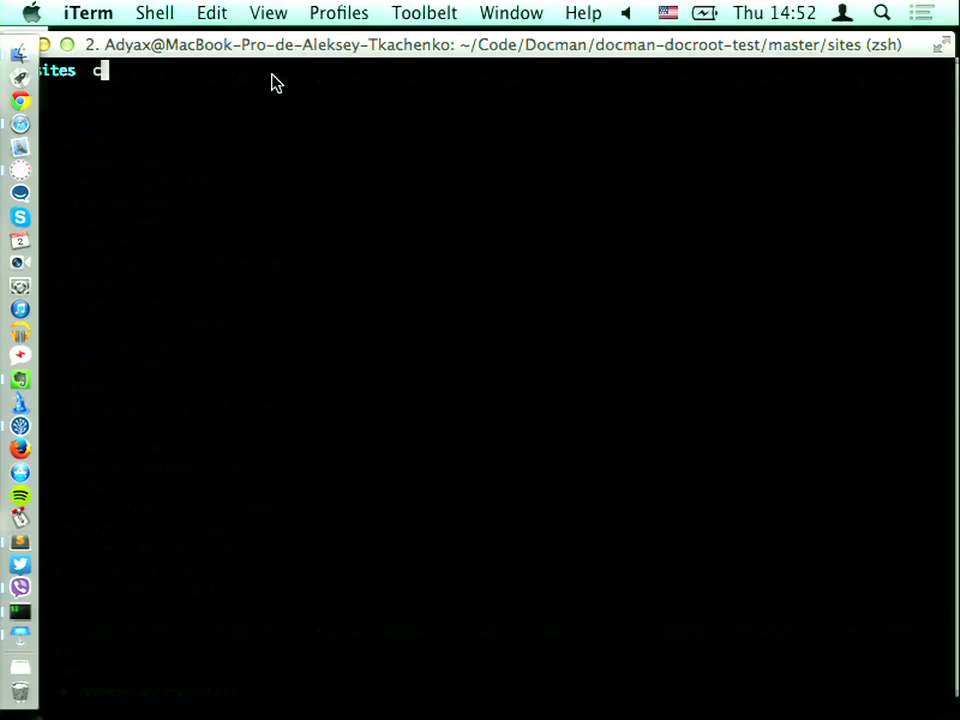 iTerm Shell Edit View Profiles Toolbelt Window Help Thu 14:52
2. Adyax@MacBook-Pro-de-Aleksey-Tkachenko: ~/Code/Docman/docman-docroot-test/master/sites (zsh)
sites c
2